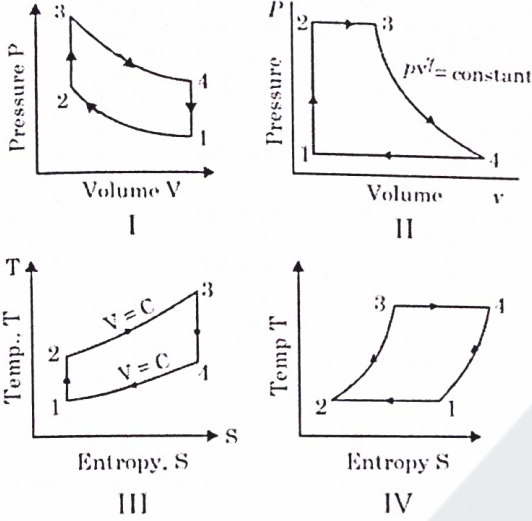 3
4
2
1
Pressure P
Volume V
I
P
2
3
pvᵞ= constant
Pressure
1
4
Volume
v
II
T
3
V = C
2
V = C
4
1
Temp., T
S
Entropy, S
III
3
4
Temp T
2
1
Entropy S
IV